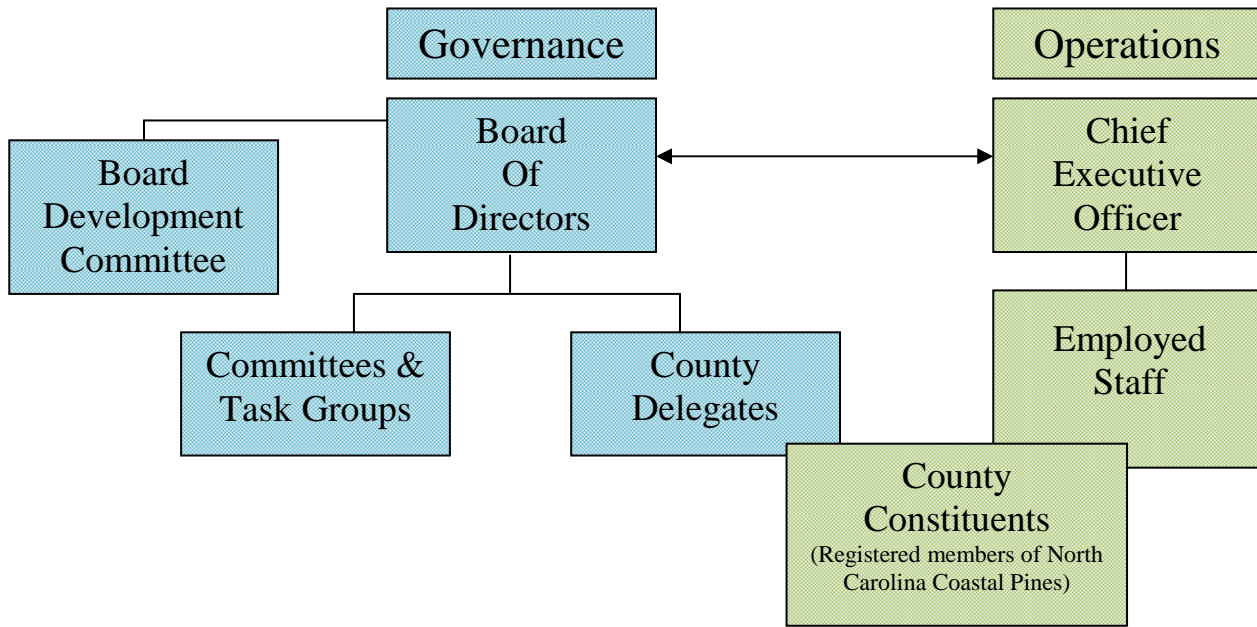 Governance
Operations
Board
Of
Directors
Chief
Executive
Officer
Board
Development
Committee
Committees &
Task Groups
County
Delegates
Employed
Staff
County
Constituents
(Registered members of North
Carolina Coastal Pines)